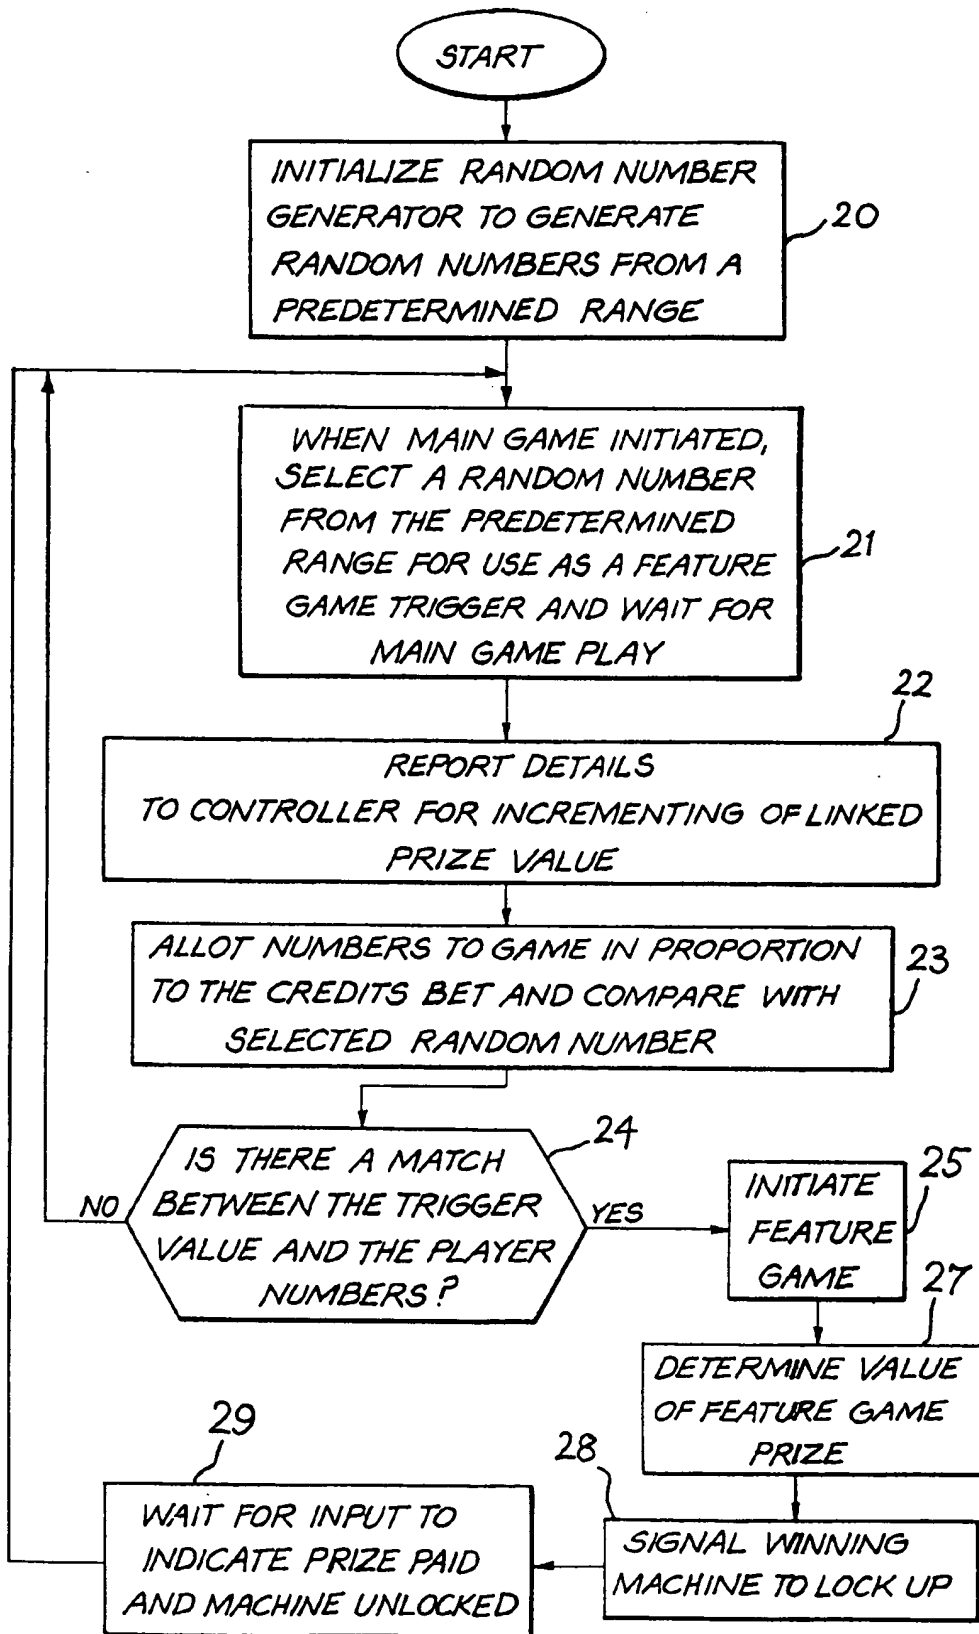 START
INITIALIZE RANDOM NUMBER
GENERATOR TO GENERATE
RANDOM NUMBERS FROM A
PREDETERMINED RANGE
20
WHEN MAIN GAME INITIATED,
SELECT A RANDOM NUMBER
FROM THE PREDETERMINED
RANGE FOR USE AS A FEATURE
GAME TRIGGER AND WAIT FOR
MAIN GAME PLAY
21
22
REPORT DETAILS
TO CONTROLLER FOR INCREMENTING OF LINKED
PRIZE VALUE
ALLOT NUMBERS TO GAME IN PROPORTION
TO THE CREDITS BET AND COMPARE WITH
SELECTED RANDOM NUMBER
23
24
IS THERE A MATCH
BETWEEN THE TRIGGER
VALUE AND THE PLAYER
NUMBERS?
NO
YES
25
INITIATE
FEATURE
GAME
27
DETERMINE VALUE
OF FEATURE GAME
PRIZE
28
SIGNAL WINNING
MACHINE TO LOCK UP
29
WAIT FOR INPUT TO
INDICATE PRIZE PAID
AND MACHINE UNLOCKED